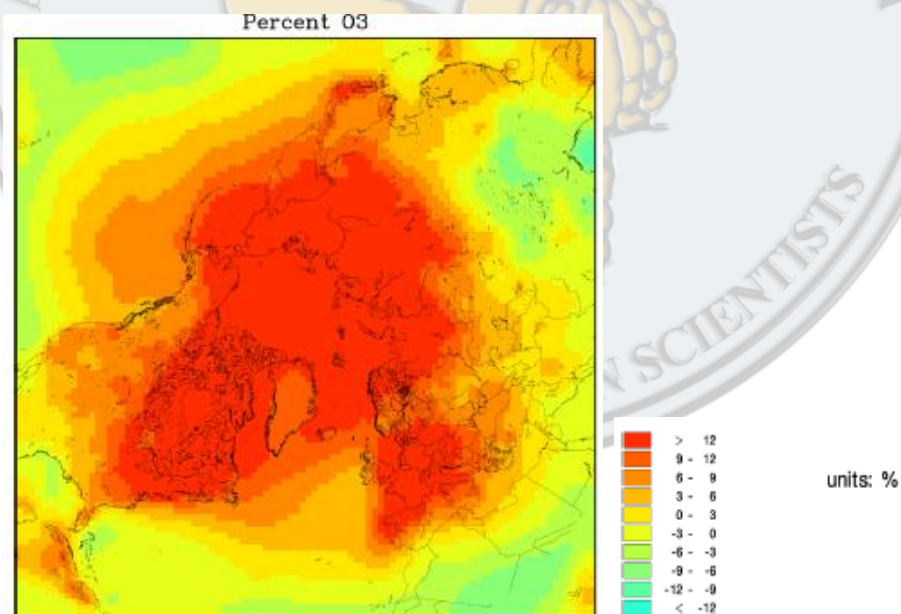 Percent O3
> 12
9 - 12
6 - 9
3 - 6
0 - 3
-3 - 0
-6 - -3
-9 - -6
-12 - -9
< -12
units: %
N SCIENTISTS